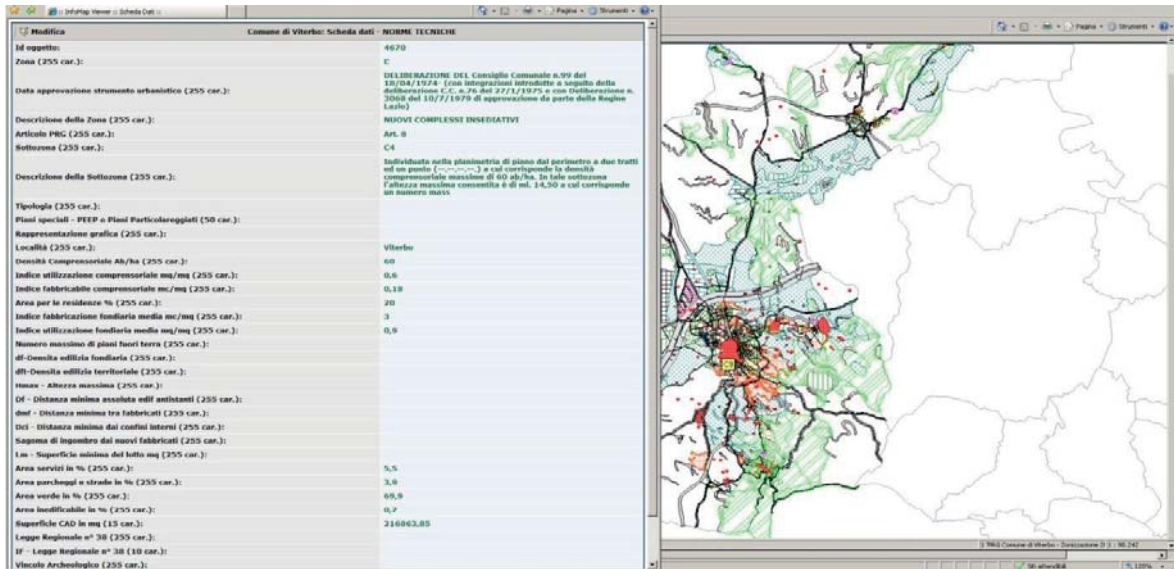 InfoMap Viewer :: Scheda Dati ::
Pagina
Strumenti
Modifica
Comune di Viterbo: Scheda dati - NORME TECNICHE
Id oggetto: 4670
Zona (255 car.): C
Data approvazione strumento urbanistico (255 car.):
DELIBERAZIONE DEL Consiglio Comunale n.99 del
18/04/1974- (con integrazioni introdotte a seguito della
deliberazione C.C. n.76 del 27/1/1975 e con Deliberazione n.
3068 del 10/7/1979 di approvazione da parte della Regine
Lazio)
Descrizione della Zona (255 car.): NUOVI COMPLESSI INSEDIATIVI
Articolo PRG (255 car.): Art. 8
Sottozona (255 car.): C4
Descrizione della Sottozona (255 car.):
Individuata nella planimetria di piano dal perimetro a due tratti
ed un punto (--.--.--.--.) a cui corrisponde la densità
comprensoriale massima di 60 ab/ha. In tale sottozona
l'altezza massima consentita è di ml. 14,50 a cui corrisponde
un numero mass
Tipologia (255 car.):
Piani speciali - PEEP o Piani Particolareggiati (50 car.):
Rappresentazione grafica (255 car.):
Località (255 car.): Viterbo
Densità Comprensoriale Ab/ha (255 car.): 60
Indice utilizzazione comprensoriale mq/mq (255 car.): 0,6
Indice fabbricabile comprensoriale mc/mq (255 car.): 0,18
Area per le residenze % (255 car.): 20
Indice fabbricazione fondiaria media mc/mq (255 car.): 3
Indice utilizzazione fondiaria media mq/mq (255 car.): 0,9
Numero massimo di piani fuori terra (255 car.):
df-Densita edilizia fondiaria (255 car.):
dft-Densita edilizia territoriale (255 car.):
Hmax - Altezza massima (255 car.):
Df - Distanza minima assoluta edif antistanti (255 car.):
dmf - Distanza minima tra fabbricati (255 car.):
Dci - Distanza minima dai confini interni (255 car.):
Sagoma di ingombro dai nuovi fabbricati (255 car.):
Lm - Superficie minima del lotto mq (255 car.):
Area servizi in % (255 car.): 5,5
Area parcheggi e strade in % (255 car.): 3,9
Area verde in % (255 car.): 69,9
Area inedificabile in % (255 car.): 0,7
Superficie CAD in mq (15 car.): 216863,85
Legge Regionale n° 38 (255 car.):
IF - Legge Regionale n° 38 (10 car.):
Vincolo Archeologico (255 car.):
Pagina
Strumenti
Siti attendibili
120%